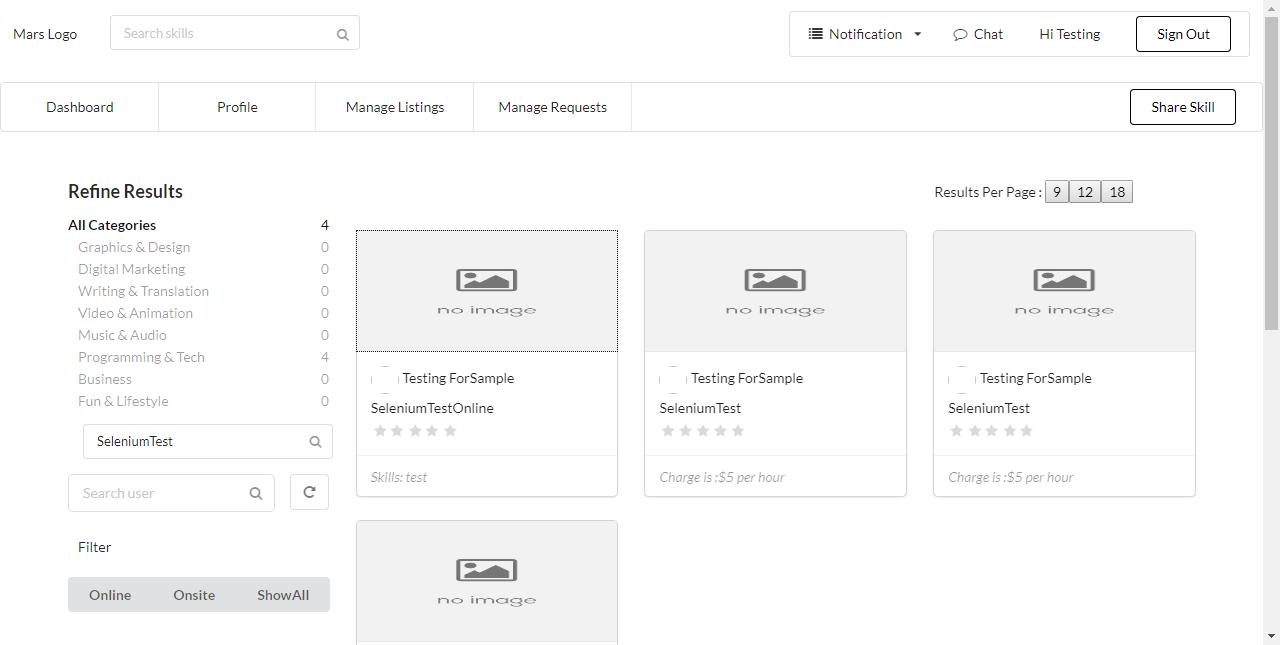 Mars Logo
Search skills
Notification
Chat
Hi Testing
Sign Out
Dashboard
Profile
Manage Listings
Manage Requests
Share Skill
Refine Results
Results Per Page : 9 12 18
All Categories 4
Graphics & Design 0
Digital Marketing 0
Writing & Translation 0
Video & Animation 0
Music & Audio 0
Programming & Tech 4
Business 0
Fun & Lifestyle 0
SeleniumTest
Search user
Filter
Online
Onsite
ShowAll
no image
Testing ForSample
SeleniumTestOnline
Skills: test
no image
Testing ForSample
SeleniumTest
Charge is :$5 per hour
no image
Testing ForSample
SeleniumTest
Charge is :$5 per hour
no image